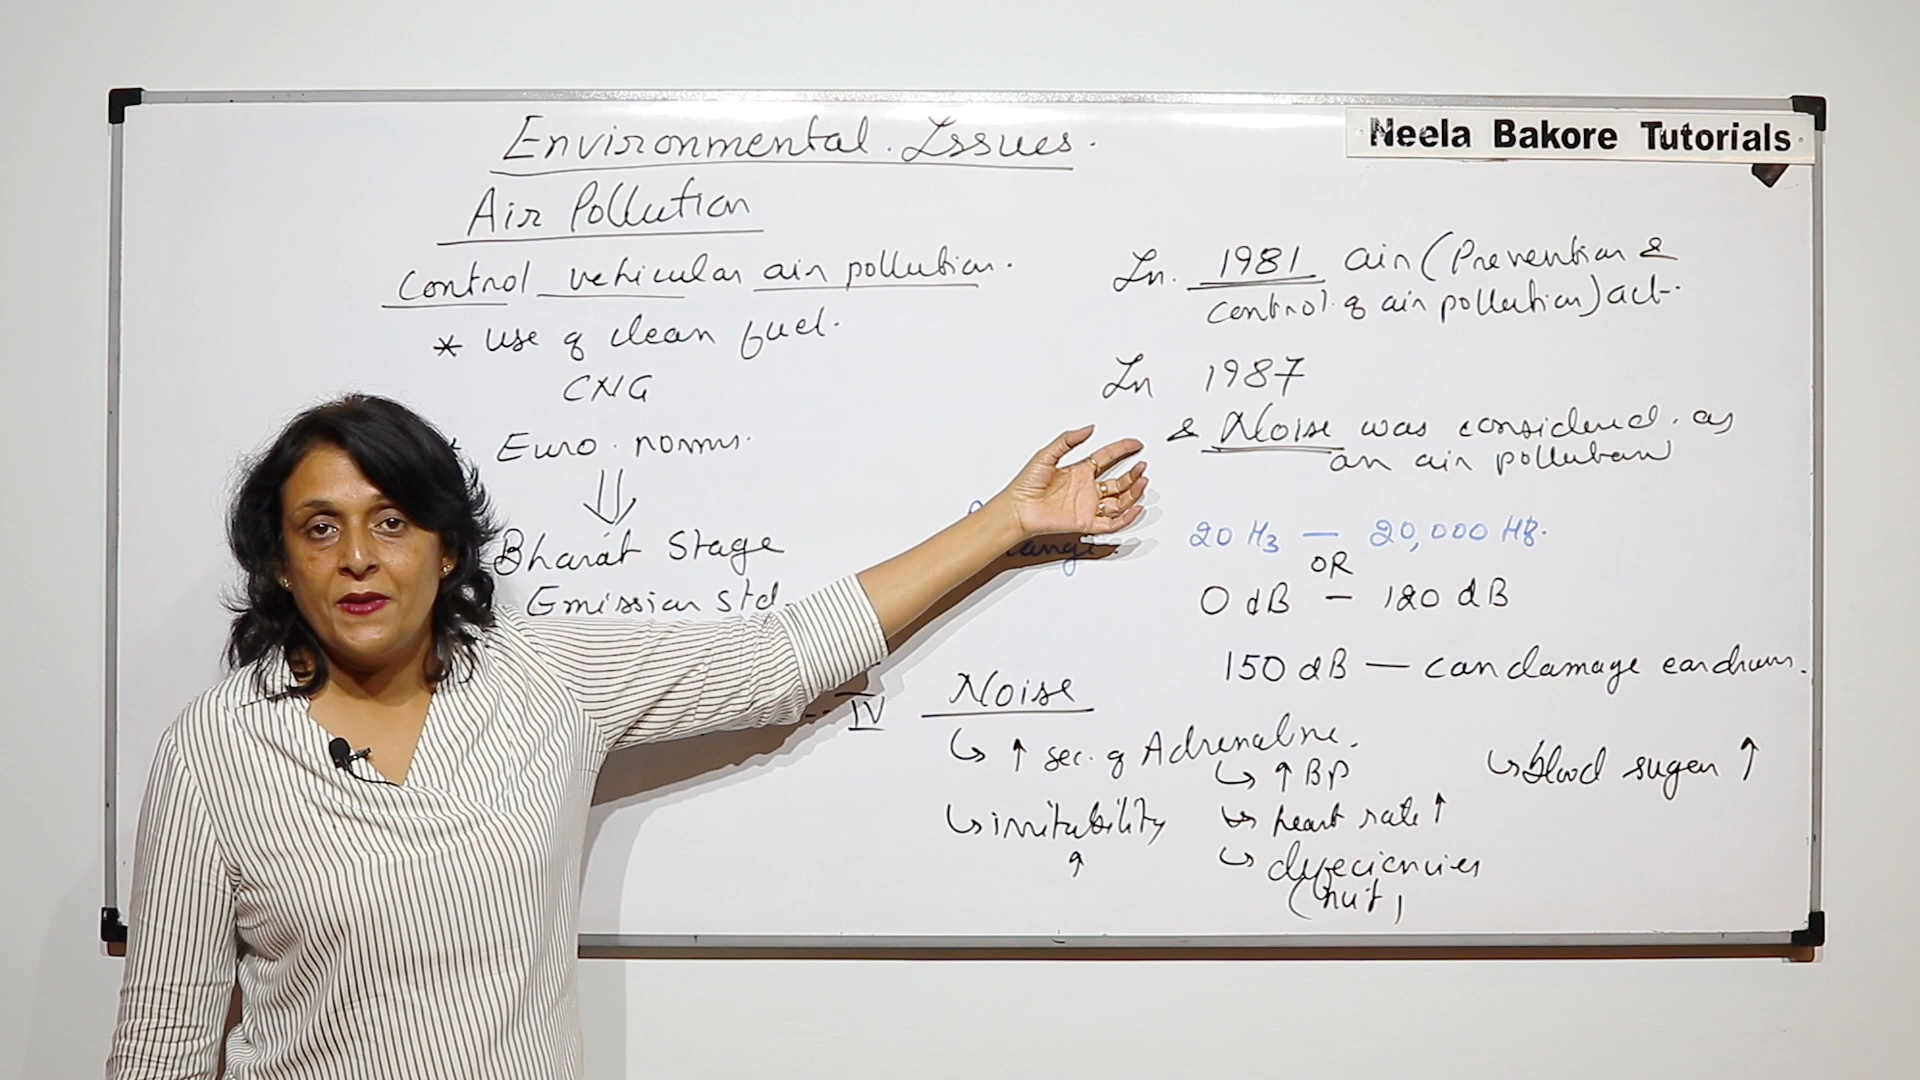 Environmental Issues.
Neela Bakore Tutorials
Air Pollution
Control vehicular air pollution.
* Use of clean fuel.
CNG
* Euro norms.
Bharat Stage
Emission std
IV
In 1981 air (Prevention &
control of air pollution) act.
In 1987
& Noise was considered as
an air
20 Hz — 20,000 Hz.
OR
0 dB — 120 dB
150 dB — can damage eardrum.
Noise
↳ ↑ sec. of Adrenaline.
↳ ↑ BP
↳ blood sugar ↑
↳ irritability
↑
↳ heart rate ↑
↳
(nut)